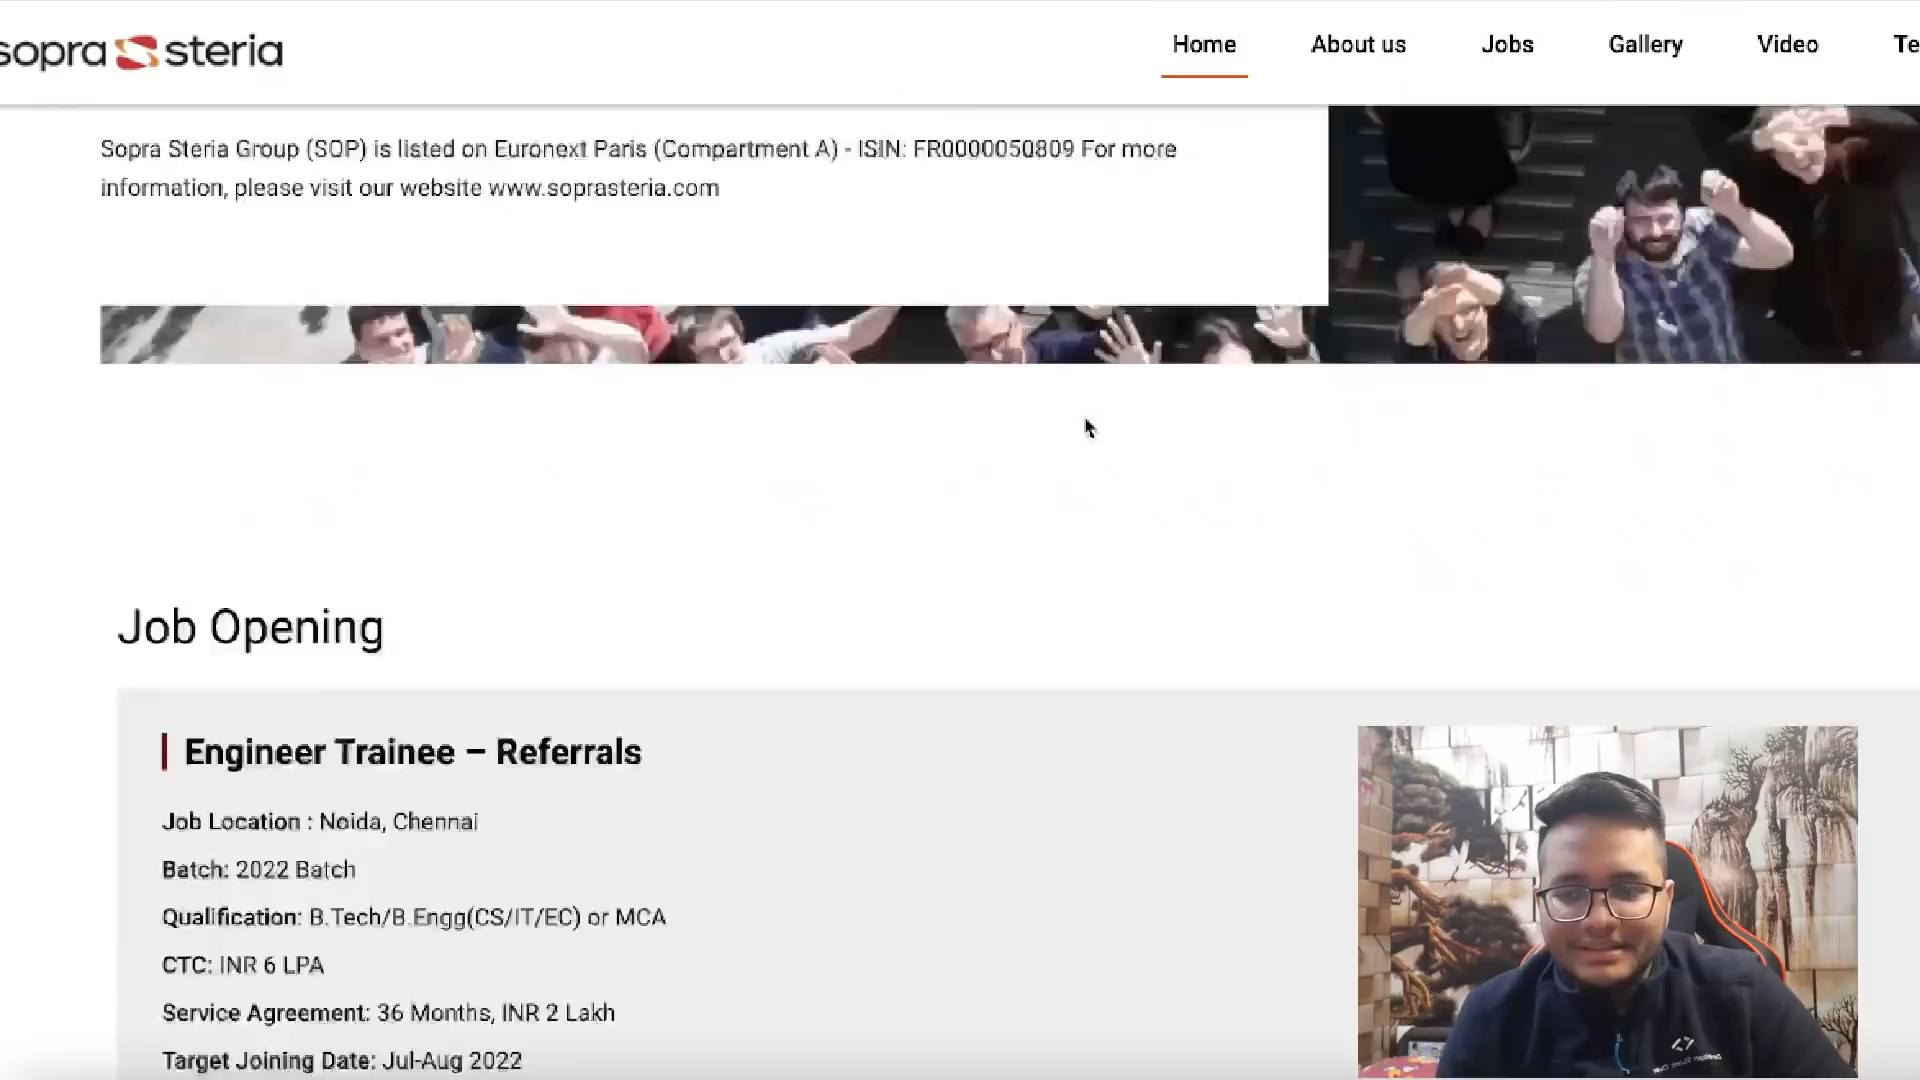 sopra steria
Home About us Jobs Gallery Video Te
Sopra Steria Group (SOP) is listed on Euronext Paris (Compartment A) - ISIN: FR0000050809 For more
information, please visit our website www.soprasteria.com
Job Opening
Engineer Trainee – Referrals
Job Location : Noida, Chennai
Batch: 2022 Batch
Qualification: B.Tech/B.Engg(CS/IT/EC) or MCA
CTC: INR 6 LPA
Service Agreement: 36 Months, INR 2 Lakh
Target Joining Date: Jul-Aug 2022